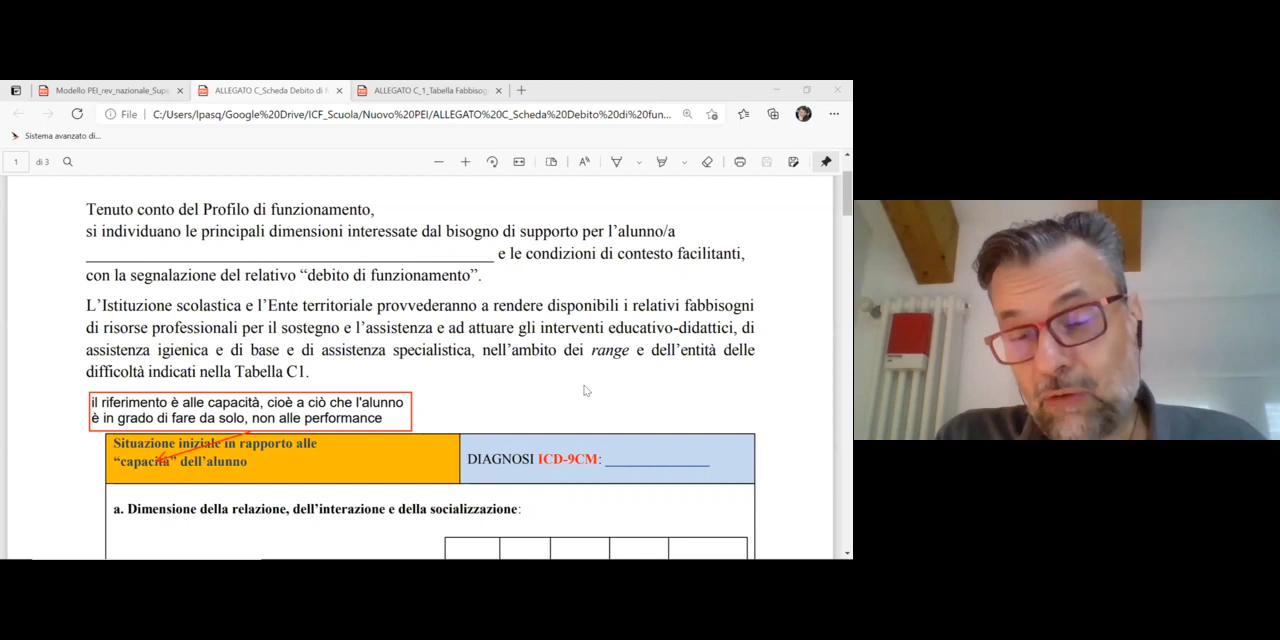 Modello PEI_rev_nazionale_Supe
ALLEGATO C_Scheda Debito di f
ALLEGATO C_1_Tabella Fabbisog
File
C:/Users/lpasq/Google%20Drive/ICF_Scuola/Nuovo%20PEI/ALLEGATO%20C_Scheda%20Debito%20di%20fun...
Sistema avanzato di...
1 di 3
Tenuto conto del Profilo di funzionamento,
si individuano le principali dimensioni interessate dal bisogno di supporto per l’alunno/a
e le condizioni di contesto facilitanti,
con la segnalazione del relativo “debito di funzionamento”.
L’Istituzione scolastica e l’Ente territoriale provvederanno a rendere disponibili i relativi fabbisogni
di risorse professionali per il sostegno e l’assistenza e ad attuare gli interventi educativo-didattici, di
assistenza igienica e di base e di assistenza specialistica, nell’ambito dei range e dell’entità delle
difficoltà indicati nella Tabella C1.
il riferimento è alle capacità, cioè a ciò che l'alunno
è in grado di fare da solo, non alle performance
Situazione iniziale in rapporto alle
“capacità” dell’alunno
DIAGNOSI ICD-9CM: _______________
a. Dimensione della relazione, dell’interazione e della socializzazione: